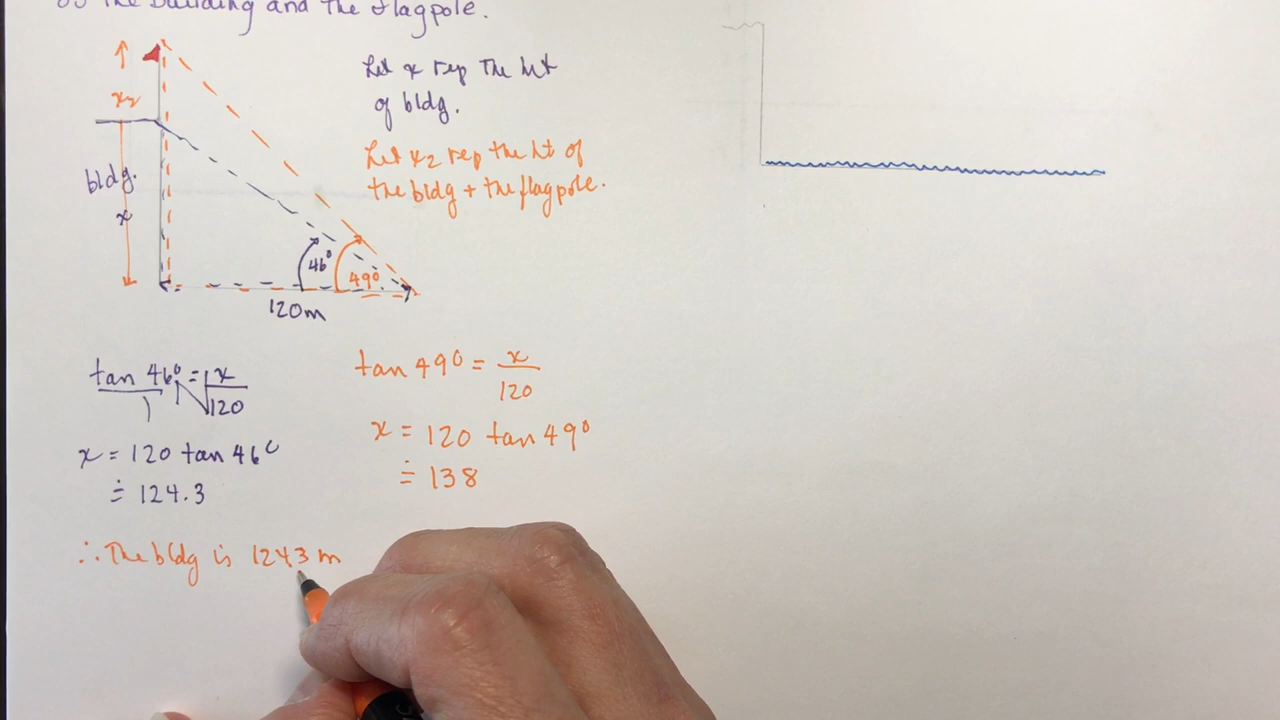 of the building and the flagpole.
x2
bldg.
x
46°
49°
120m
Let x rep the ht
of bldg.
Let x2 rep the ht of
the bldg + the flagpole.
tan 46° = x
1 120
x = 120 tan 46°
≐ 124.3
tan 49° = x
120
x = 120 tan 49°
≐ 138
∴ The bldg is 124.3 m